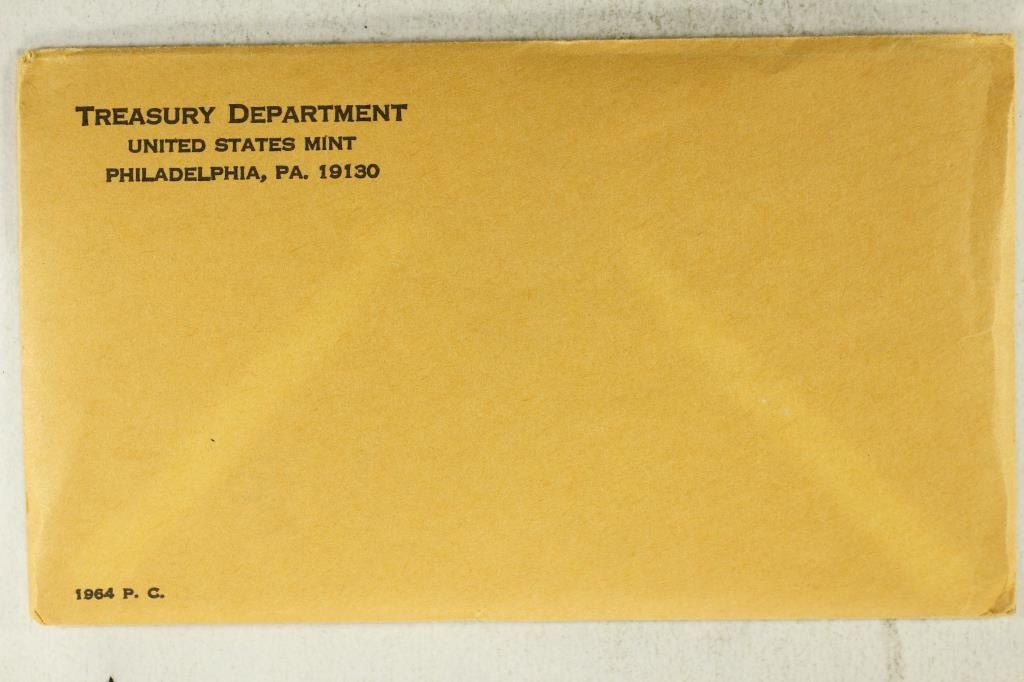 TREASURY DEPARTMENT
UNITED STATES MINT
PHILADELPHIA, PA. 19130
1964 P. C.